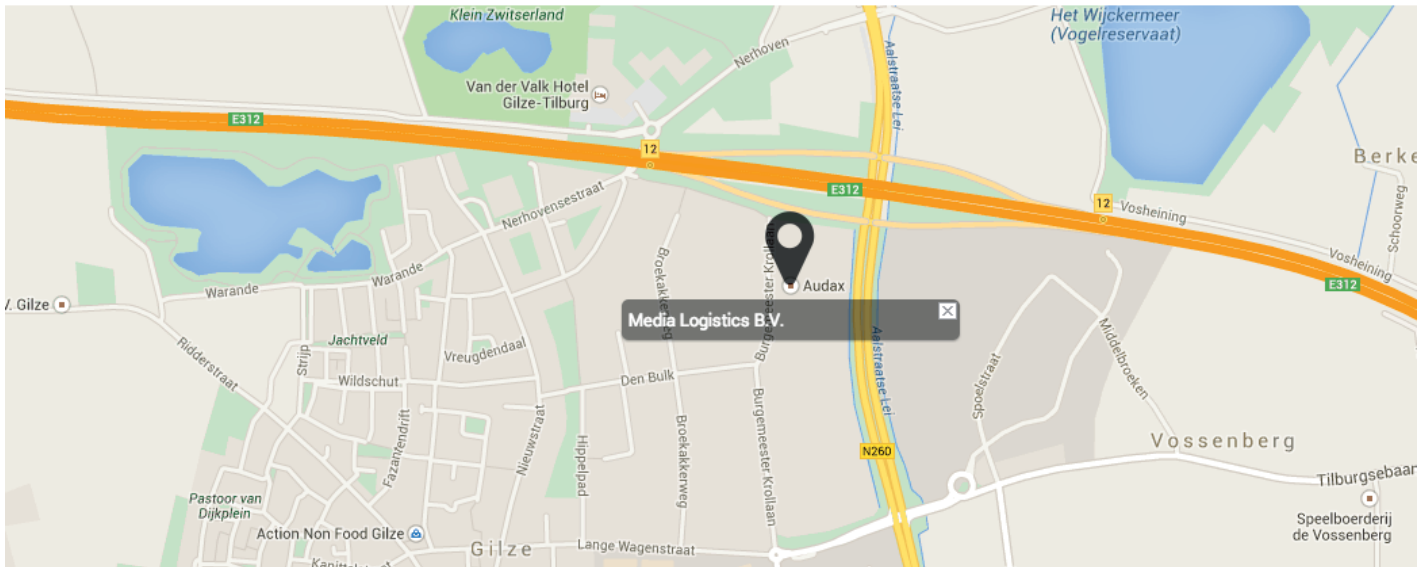 Klein Zwitserland
Het Wijckermeer
(Vogelreservaat)
Nerhoven
Aalstraatse Lei
Van der Valk Hotel
Gilze-Tilburg
E312
12
Berke
E312
Nerhovensestraat
12
Vosheining
Schoorweg
Vosheining
Warande
Warande
Broekakkerweg
Burgemeester Krollaan
E312
V. Gilze
Audax
Media Logistics B.V.
Ridderstraat
Strijp
Jachtveld
Vreugdendaal
Aalstraatse Lei
Middelbroeken
Spoelstraat
Wildschut
Den Bulk
Fazantendrift
Nieuwstraat
Hippelpad
Broekakkerweg
Burgemeester Krollaan
N260
Vossenberg
Tilburgsebaan
Pastoor van
Dijkplein
Speelboerderij
de Vossenberg
Action Non Food Gilze
Gilze
Lange Wagenstraat